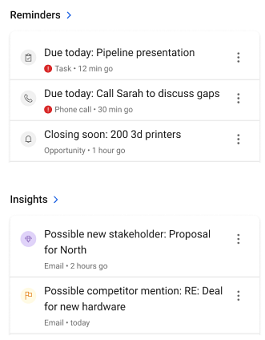 Reminders
Due today: Pipeline presentation
Task • 12 min go
Due today: Call Sarah to discuss gaps
Phone call • 30 min go
Closing soon: 200 3d printers
Opportunity • 1 hour go
Insights
Possible new stakeholder: Proposal
for North
Email • 2 hours go
Possible competitor mention: RE: Deal
for new hardware
Email • today